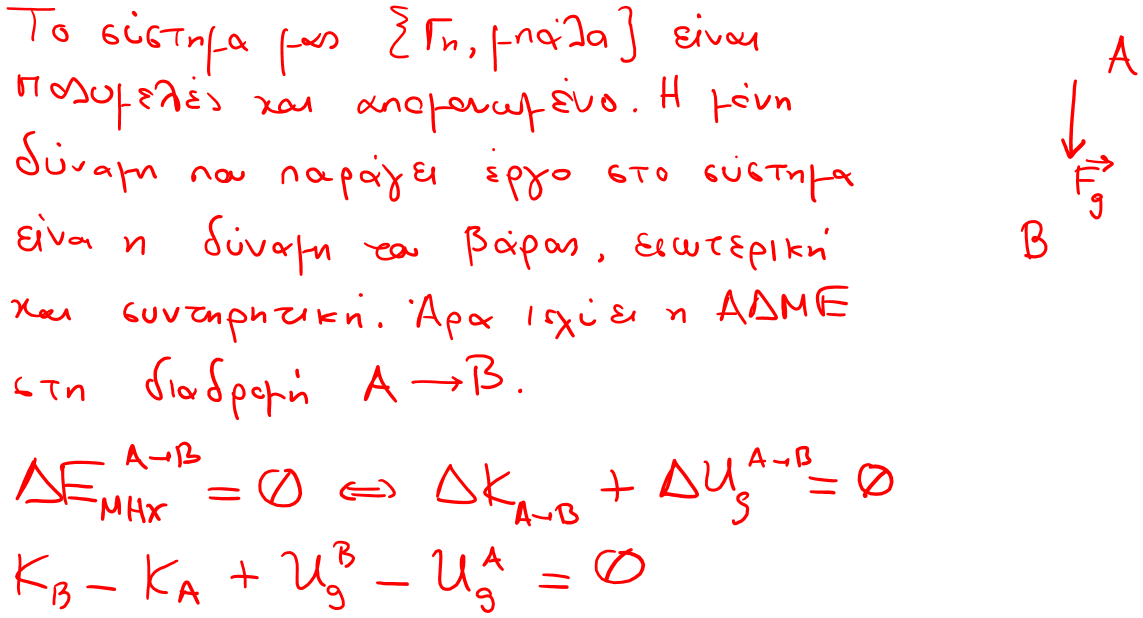 Το σύστημα μας {Γη, μπάλα} είναι
πολυμελές και απομονωμένο. Η μόνη
δύναμη που παράγει έργο στο σύστημα
είναι η δύναμη του βάρους, εσωτερική
και συντηρητική. Άρα ισχύει η ΑΔΜΕ
στη διαδρομή A → B.
ΔE_ΜΗΧ^{A→B} = 0 ⇔ ΔK_{A→B} + ΔU_g^{A→B} = 0
K_B − K_A + U_g^B − U_g^A = 0
A
F⃗_g
B